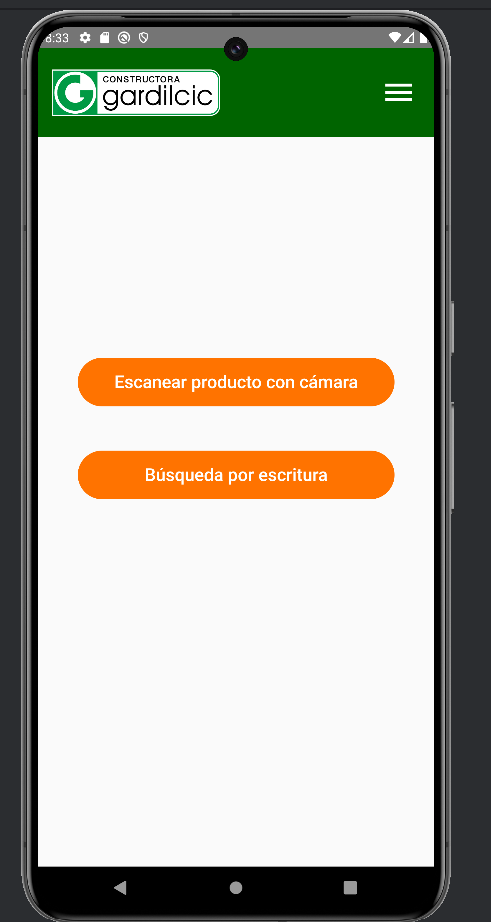 8:33
CONSTRUCTORA
gardilcic
Escanear producto con cámara
Búsqueda por escritura